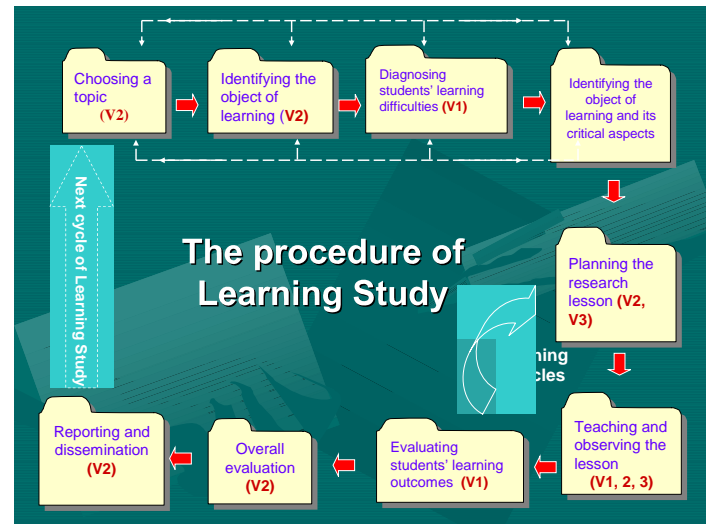 Choosing a
topic
(V2)
Identifying the
object of
learning (V2)
Diagnosing
students' learning
difficulties (V1)
Identifying the
object of
learning and its
critical aspects
Next cycle of Learning Study
The procedure of
Learning Study
Planning the
research
lesson (V2,
V3)
Teaching and
observing the
lesson
(V1, 2, 3)
Evaluating
students' learning
outcomes (V1)
Overall
evaluation
(V2)
Reporting and
dissemination
(V2)